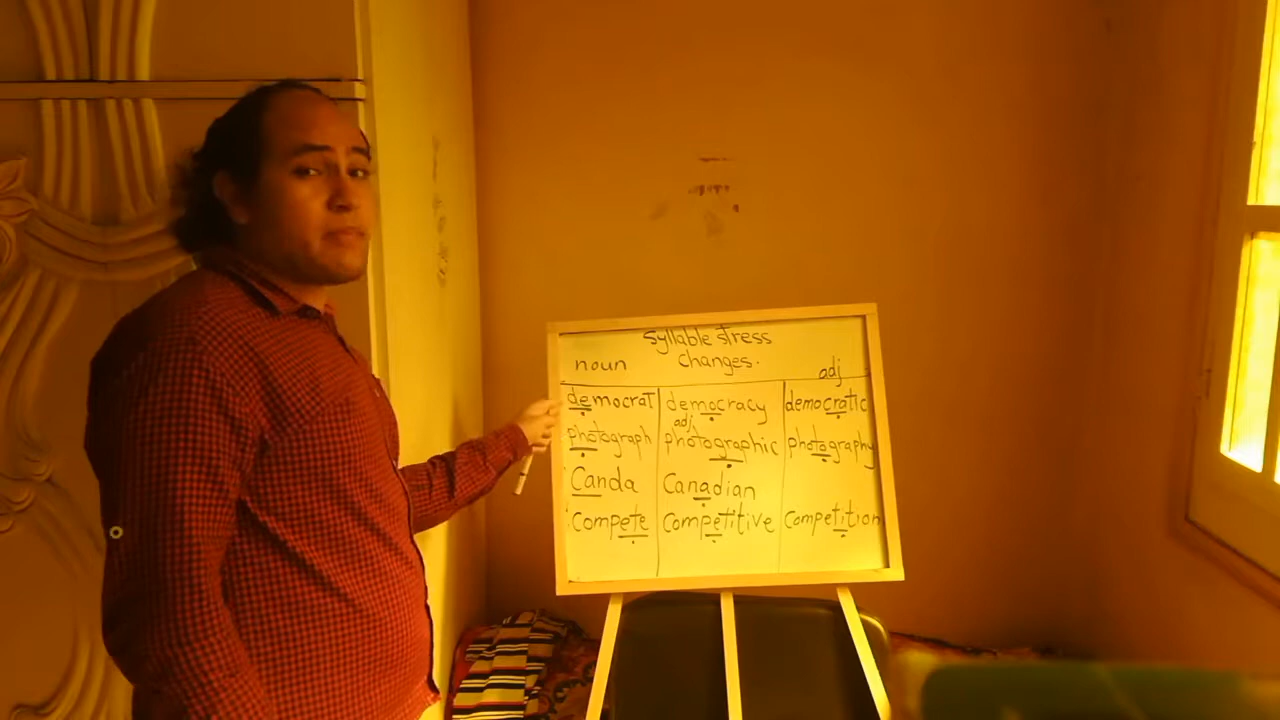 Syllable stress
noun changes. adj
democrat democracy democratic
adj
photograph photographic photography
Canda Canadian
Compete Competitive Competition